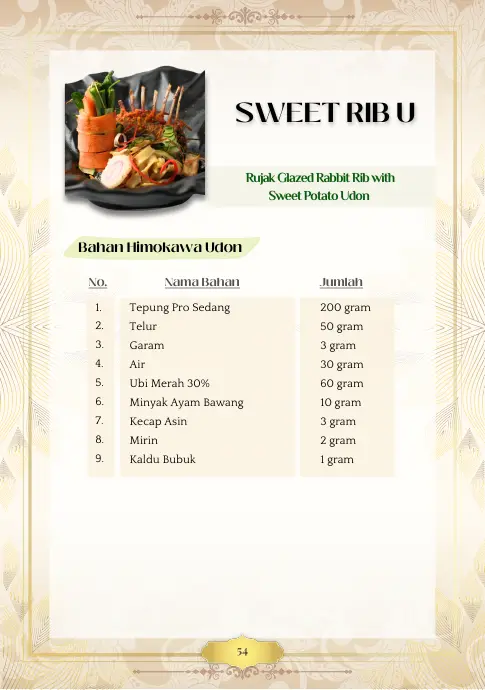 SWEET RIB U
Rujak Glazed Rabbit Rib with
Sweet Potato Udon
Bahan Himokawa Udon
No. Nama Bahan Jumlah
1. Tepung Pro Sedang 200 gram
2. Telur 50 gram
3. Garam 3 gram
4. Air 30 gram
5. Ubi Merah 30% 60 gram
6. Minyak Ayam Bawang 10 gram
7. Kecap Asin 3 gram
8. Mirin 2 gram
9. Kaldu Bubuk 1 gram
54